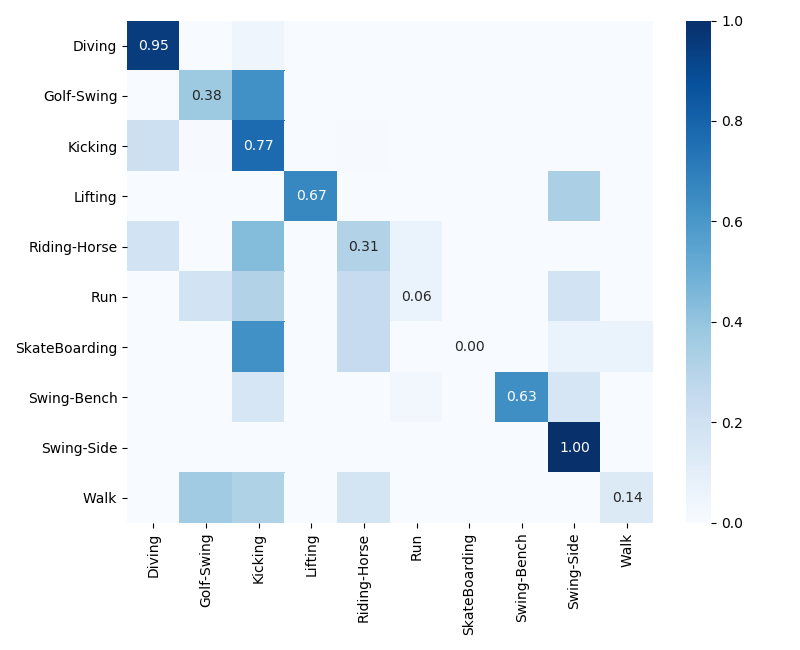 Diving
Golf-Swing
Kicking
Lifting
Riding-Horse
Run
SkateBoarding
Swing-Bench
Swing-Side
Walk
0.95
0.38
0.77
0.67
0.31
0.06
0.00
0.63
1.00
0.14
Diving
Golf-Swing
Kicking
Lifting
Riding-Horse
Run
SkateBoarding
Swing-Bench
Swing-Side
Walk
1.0
0.8
0.6
0.4
0.2
0.0